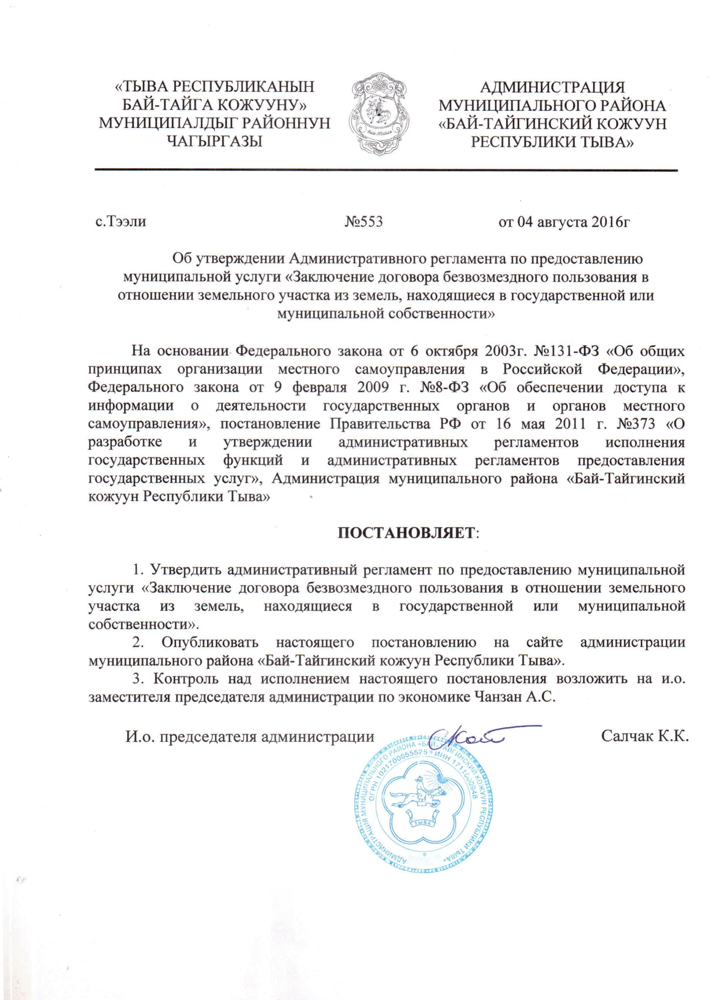 «ТЫВА РЕСПУБЛИКАНЫН
БАЙ-ТАЙГА КОЖУУНУ»
МУНИЦИПАЛДЫГ РАЙОННУН
ЧАГЫРГАЗЫ
Бай-Тайга
АДМИНИСТРАЦИЯ
МУНИЦИПАЛЬНОГО РАЙОНА
«БАЙ-ТАЙГИНСКИЙ КОЖУУН
РЕСПУБЛИКИ ТЫВА»
с.Тээли №553 от 04 августа 2016г
Об утверждении Административного регламента по предоставлению
муниципальной услуги «Заключение договора безвозмездного пользования в
отношении земельного участка из земель, находящиеся в государственной или
муниципальной собственности»
На основании Федерального закона от 6 октября 2003г. №131-ФЗ «Об общих
принципах организации местного самоуправления в Российской Федерации»,
Федерального закона от 9 февраля 2009 г. №8-ФЗ «Об обеспечении доступа к
информации о деятельности государственных органов и органов местного
самоуправления», постановление Правительства РФ от 16 мая 2011 г. №373 «О
разработке и утверждении административных регламентов исполнения
государственных функций и административных регламентов предоставления
государственных услуг», Администрация муниципального района «Бай-Тайгинский
кожуун Республики Тыва»
ПОСТАНОВЛЯЕТ:
1. Утвердить административный регламент по предоставлению муниципальной
услуги «Заключение договора безвозмездного пользования в отношении земельного
участка из земель, находящиеся в государственной или муниципальной
собственности».
2. Опубликовать настоящего постановлению на сайте администрации
муниципального района «Бай-Тайгинский кожуун Республики Тыва».
3. Контроль над исполнением настоящего постановления возложить на и.о.
заместителя председателя администрации по экономике Чанзан А.С.
И.о. председателя администрации Салчак К.К.
АДМИНИСТРАЦИЯ МУНИЦИПАЛЬНОГО РАЙОНА «БАЙ-ТАЙГИНСКИЙ КОЖУУН РЕСПУБЛИКИ ТЫВА»
ОГРН 1021700655525 * ИНН 1711000948
ТЫВА